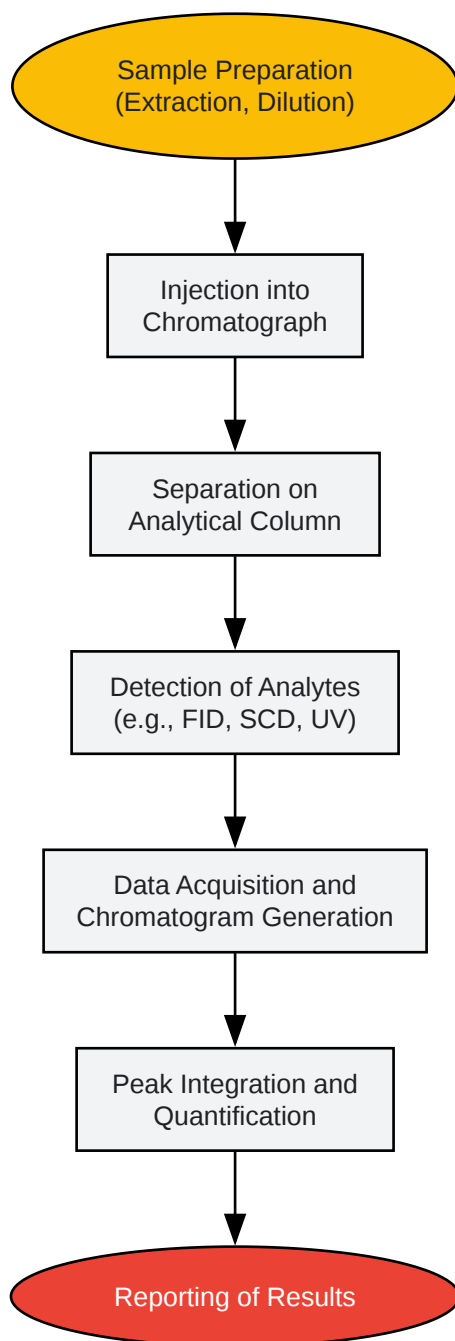 Sample Preparation
(Extraction, Dilution)
Injection into
Chromatograph
Separation on
Analytical Column
Detection of Analytes
(e.g., FID, SCD, UV)
Data Acquisition and
Chromatogram Generation
Peak Integration and
Quantification
Reporting of Results